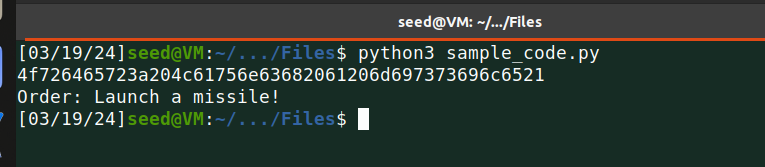 seed@VM: ~/.../Files
[03/19/24]seed@VM:~/.../Files$ python3 sample_code.py
4f726465723a204c61756e63682061206d697373696c6521
Order: Launch a missile!
[03/19/24]seed@VM:~/.../Files$